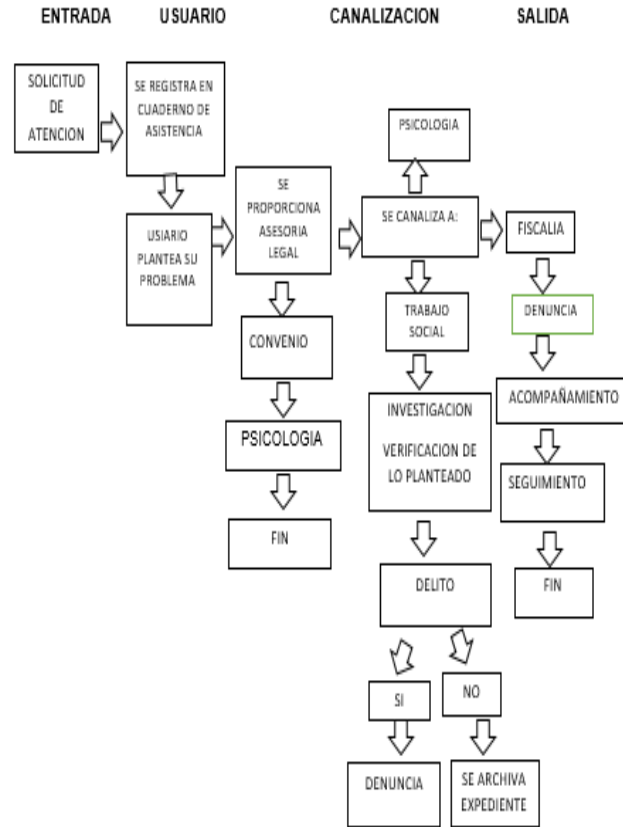 ENTRADA
USUARIO
CANALIZACION
SALIDA
SOLICITUD
DE
ATENCION
SE REGISTRA EN
CUADERNO DE
ASISTENCIA
USIARIO
PLANTEA SU
PROBLEMA
SE
PROPORCIONA
ASESORIA
LEGAL
CONVENIO
PSICOLOGIA
FIN
PSICOLOGIA
SE CANALIZA A:
TRABAJO
SOCIAL
INVESTIGACION
VERIFICACION DE
LO PLANTEADO
DELITO
SI
NO
DENUNCIA
SE ARCHIVA
EXPEDIENTE
FISCALIA
DENUNCIA
ACOMPAÑAMIENTO
SEGUIMIENTO
FIN